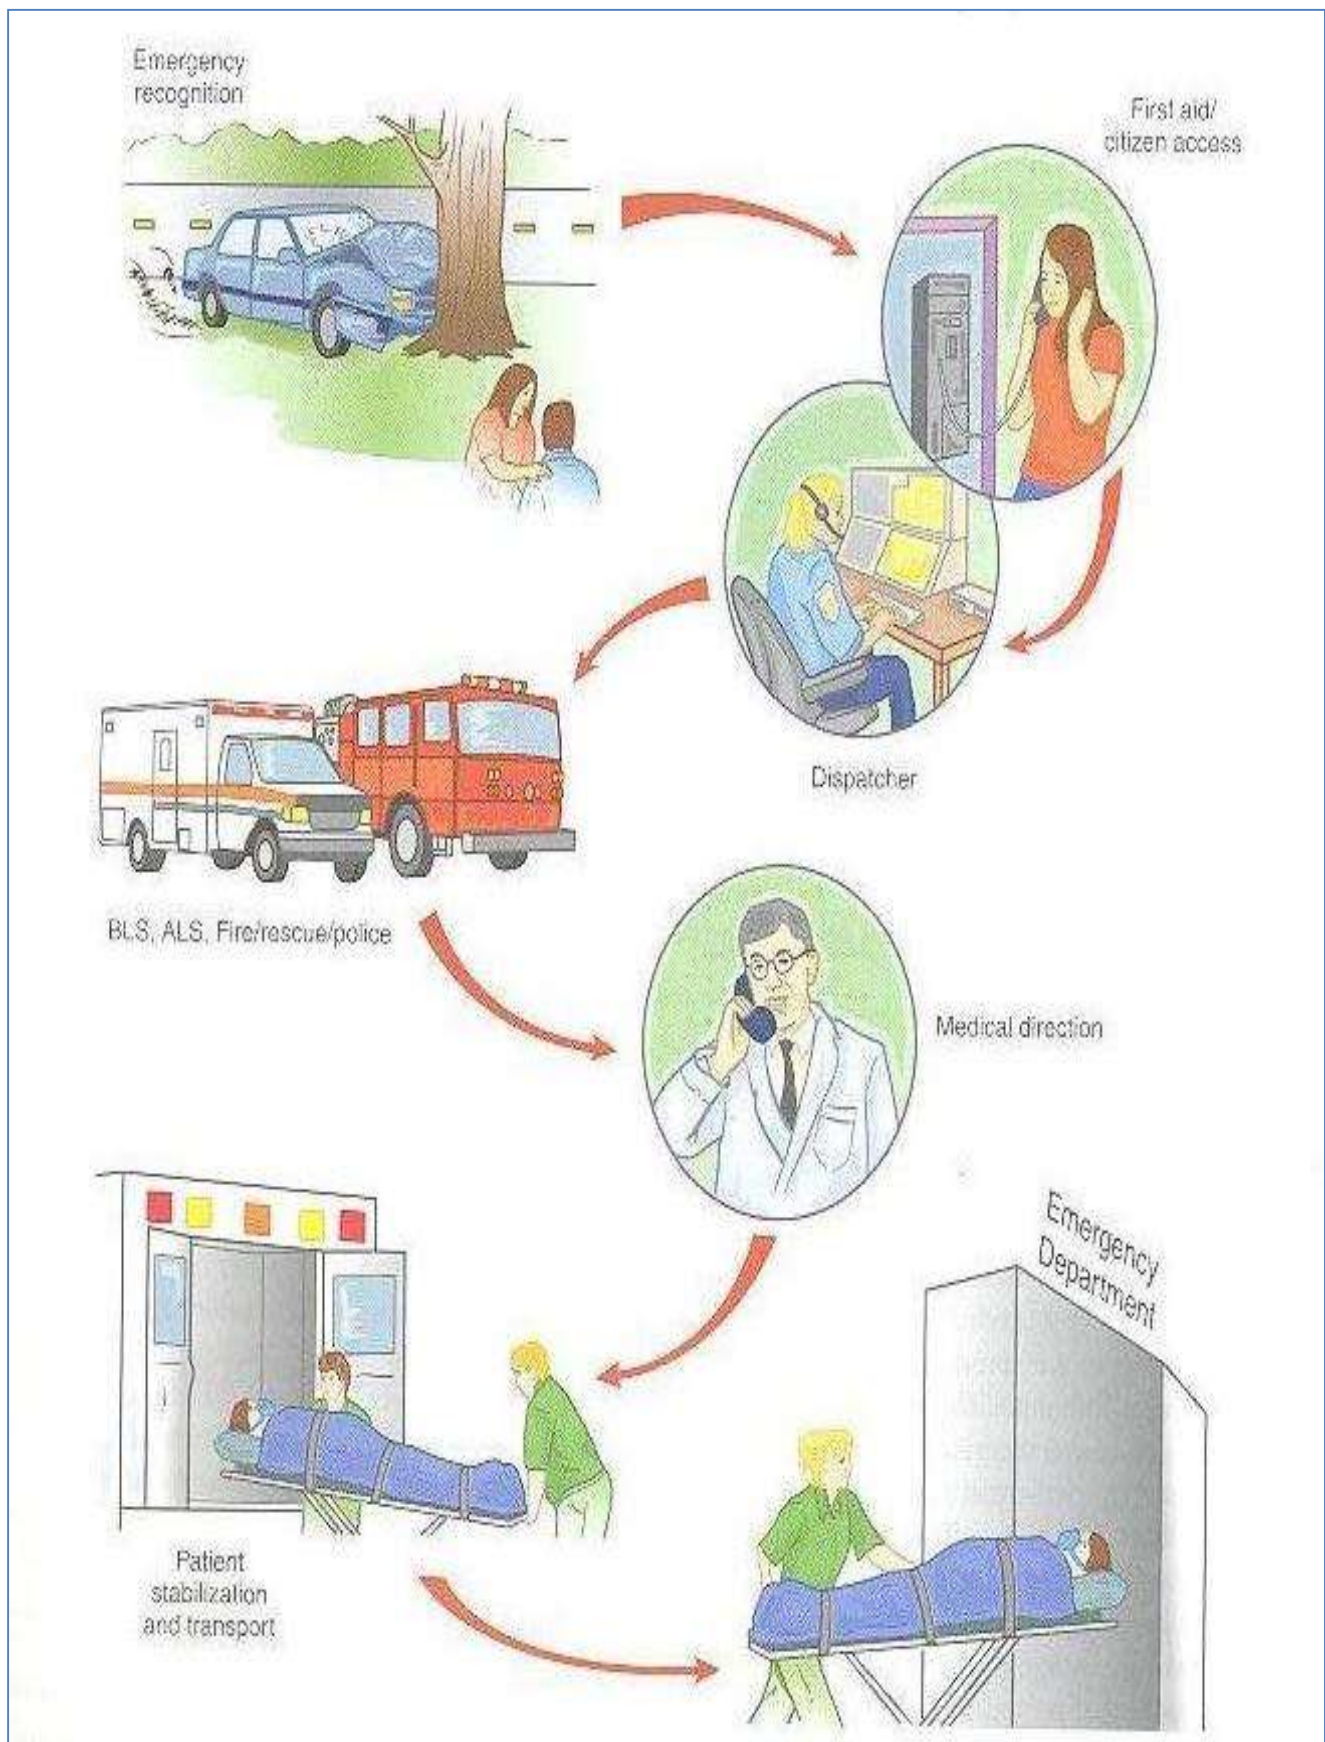 Emergency
recognition
First aid/
citizen access
Dispatcher
BLS, ALS, Fire/rescue/police
Medical direction
Patient
stabilization
and transport
Emergency
Department